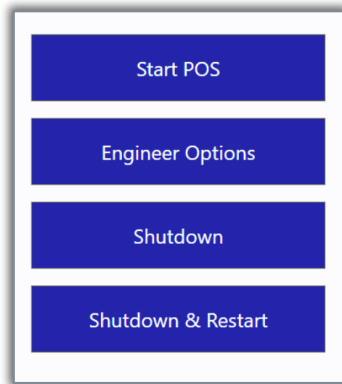 Start POS
Engineer Options
Shutdown
Shutdown & Restart